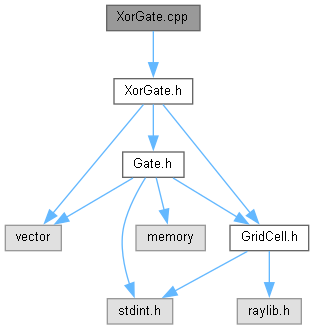 XorGate.cpp
XorGate.h
Gate.h
vector
memory
GridCell.h
stdint.h
raylib.h